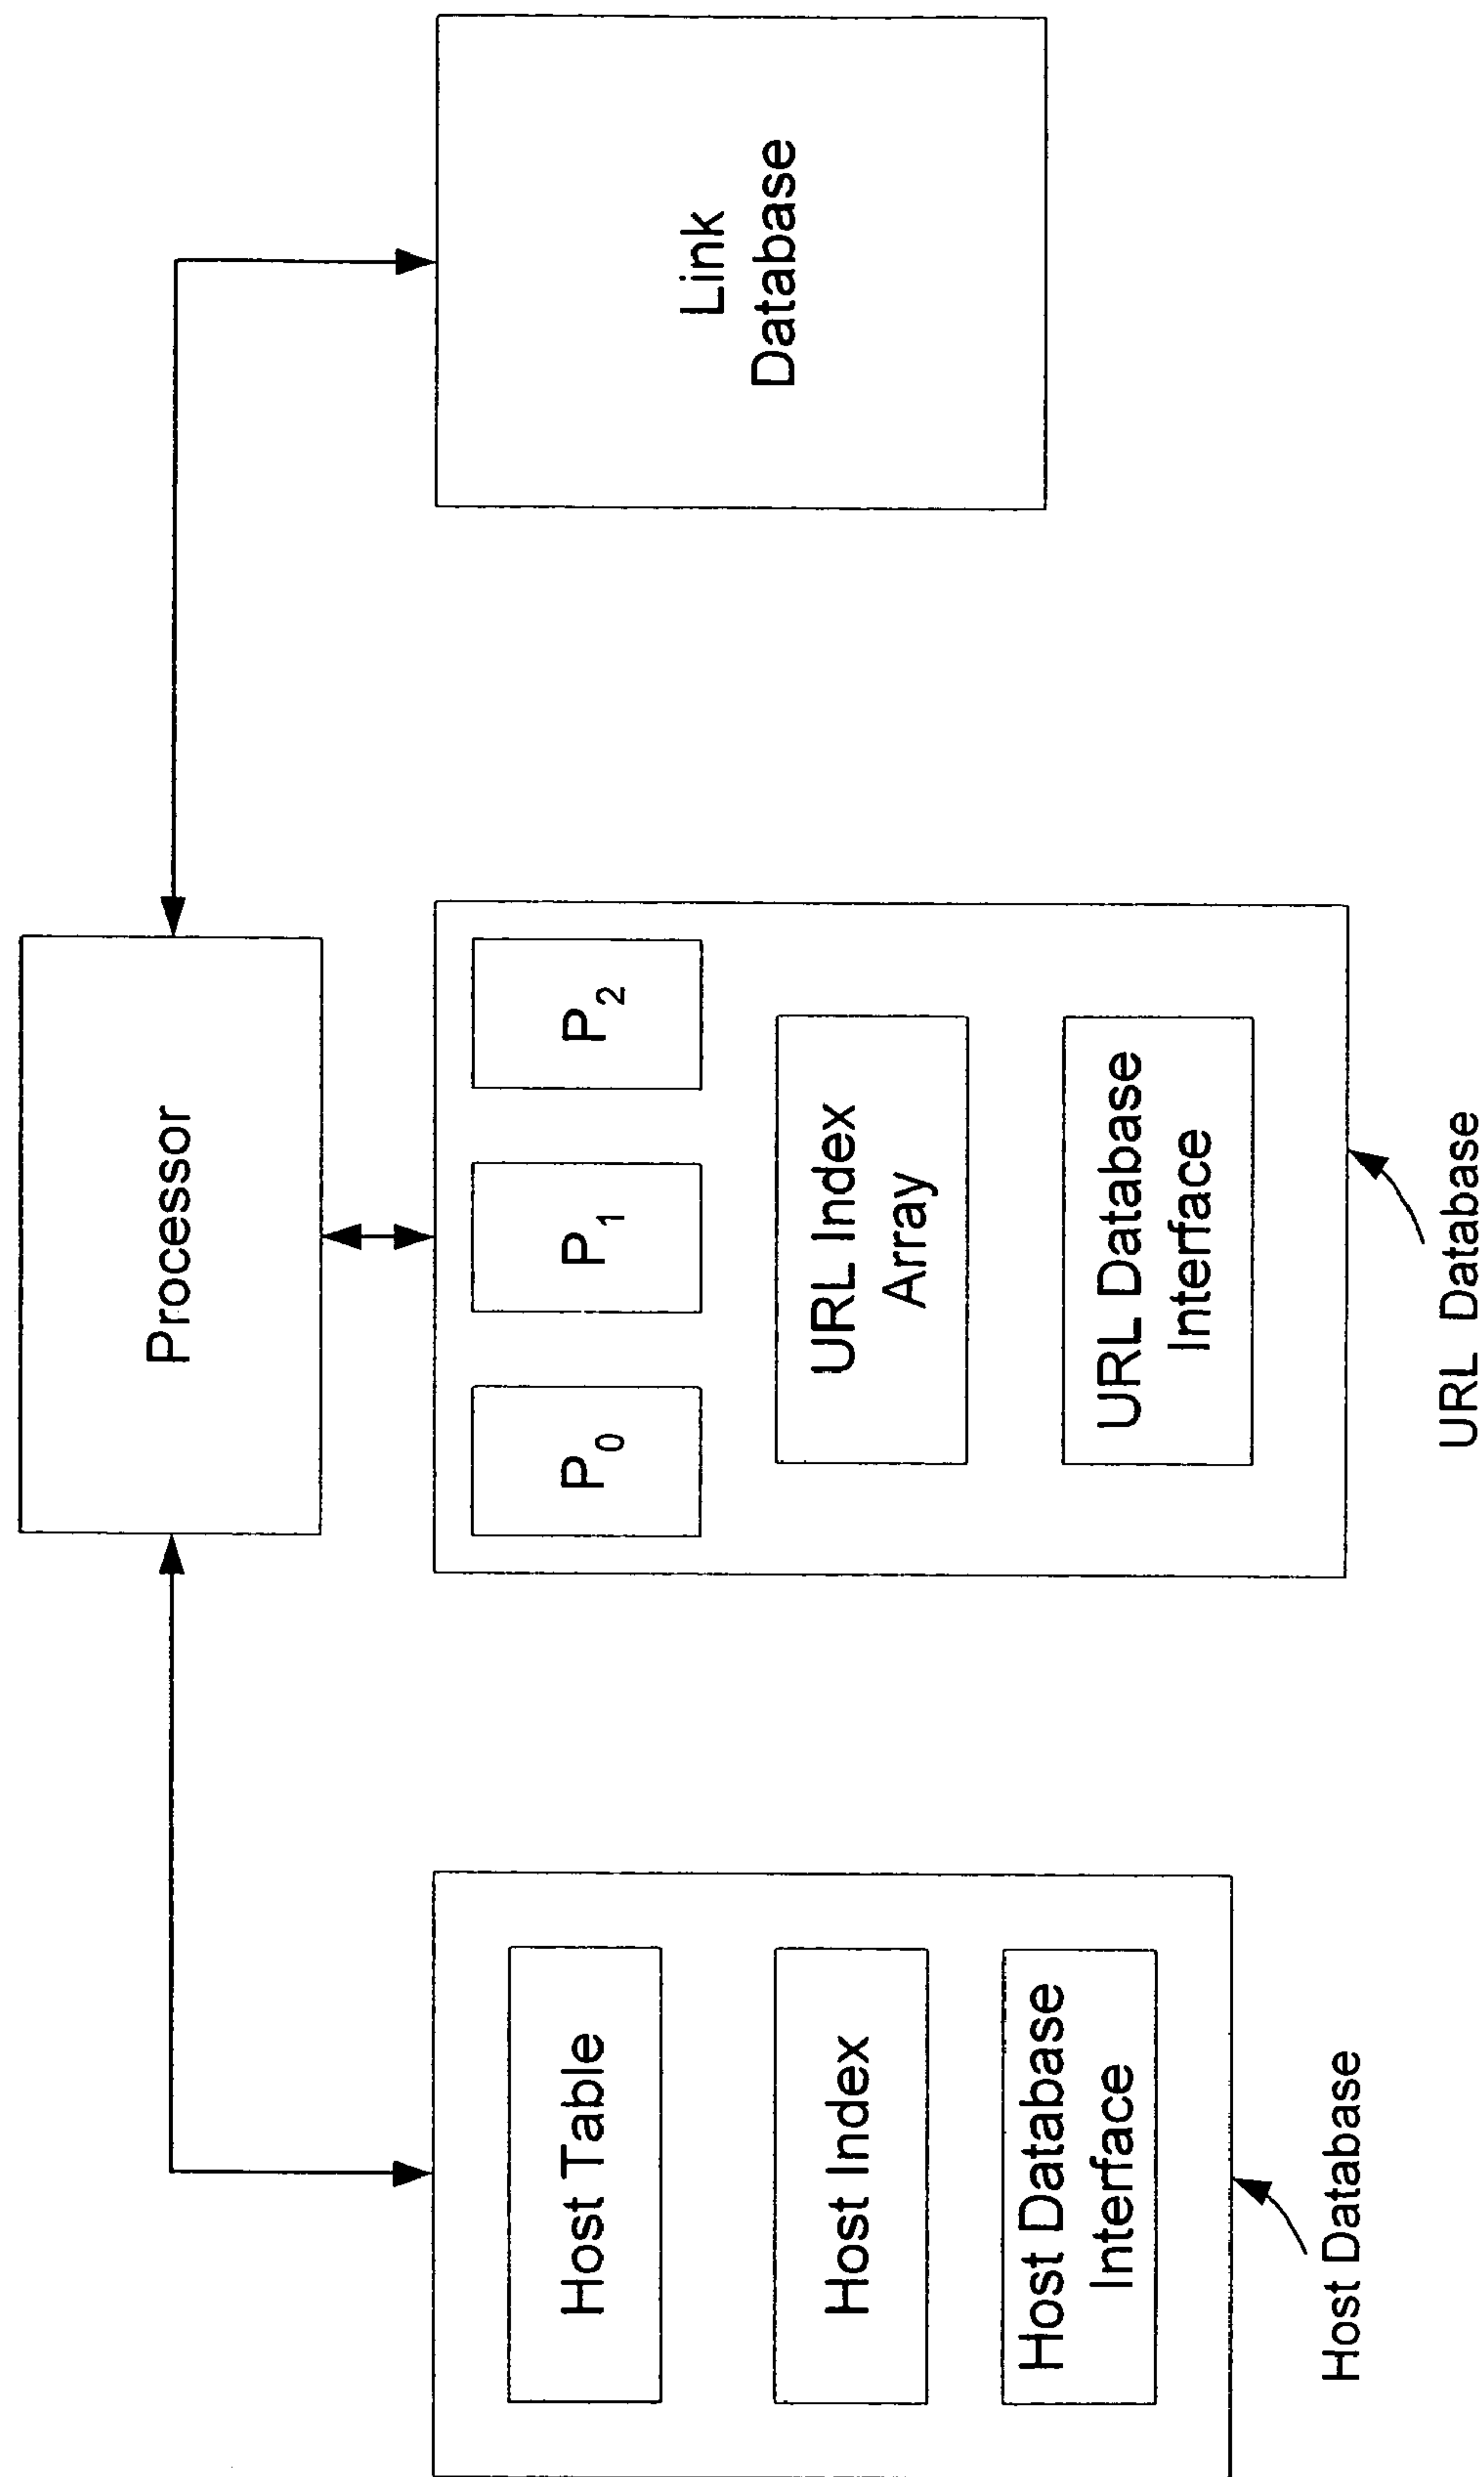 Processor
Host Table
Host Index
Host Database
Interface
Host Database
P0
P1
P2
URL Index
Array
URL Database
Interface
URL Database
Link
Database